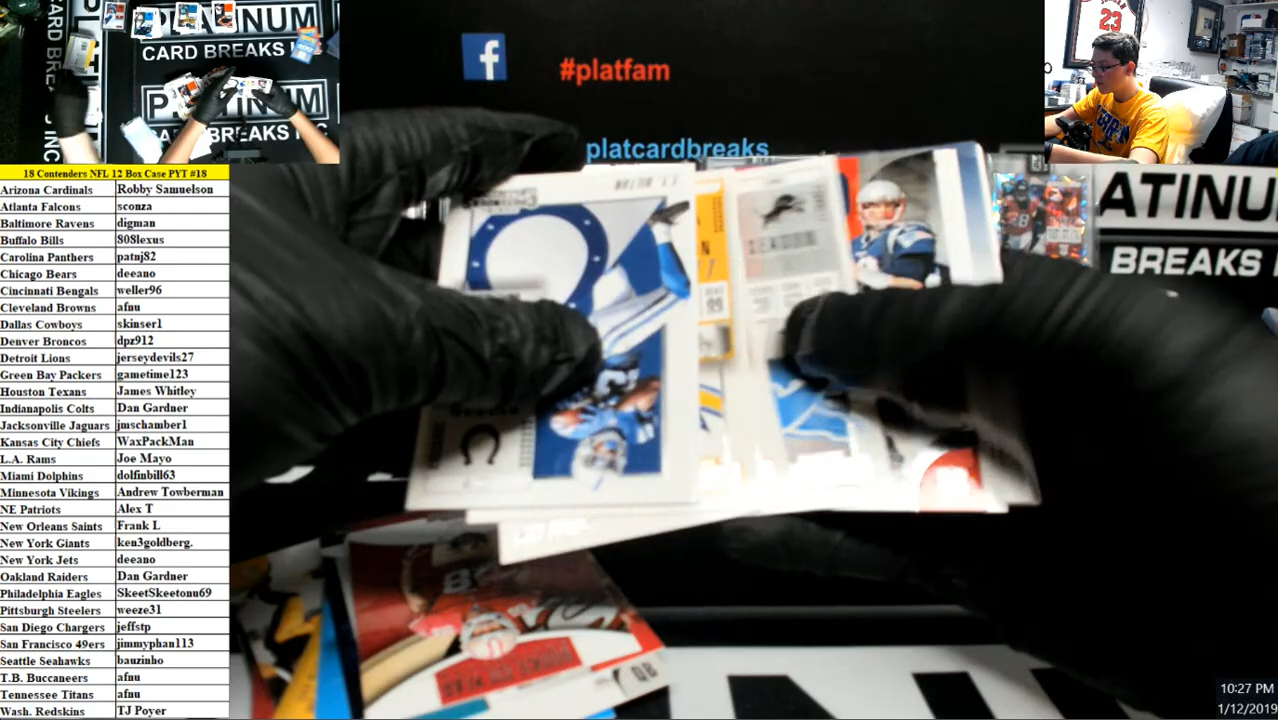 PLATINUM
CARD BREAKS INC
CARD BREAKS INC
23
#platfam
platcardbreaks
18 Contenders NFL 12 Box Case PYT #18
Arizona Cardinals Robby Samuelson
Atlanta Falcons sconza
Baltimore Ravens digman
Buffalo Bills 808lexus
Carolina Panthers patnj82
Chicago Bears deeano
Cincinnati Bengals weller96
Cleveland Browns afnu
Dallas Cowboys skinser1
Denver Broncos dpz912
Detroit Lions jerseydevils27
Green Bay Packers gametime123
Houston Texans James Whitley
Indianapolis Colts Dan Gardner
Jacksonville Jaguars jmschamber1
Kansas City Chiefs WaxPackMan
L.A. Rams Joe Mayo
Miami Dolphins dolfinbill63
Minnesota Vikings Andrew Towberman
NE Patriots Alex T
New Orleans Saints Frank L
New York Giants ken3goldberg.
New York Jets deeano
Oakland Raiders Dan Gardner
Philadelphia Eagles SkeetSkeetonu69
Pittsburgh Steelers weeze31
San Diego Chargers jeffstp
San Francisco 49ers jimmyphan113
Seattle Seahawks bauzinho
T.B. Buccaneers afnu
Tennessee Titans afnu
Wash. Redskins TJ Poyer
ATINU
BREAKS
10:27 PM
1/12/2019